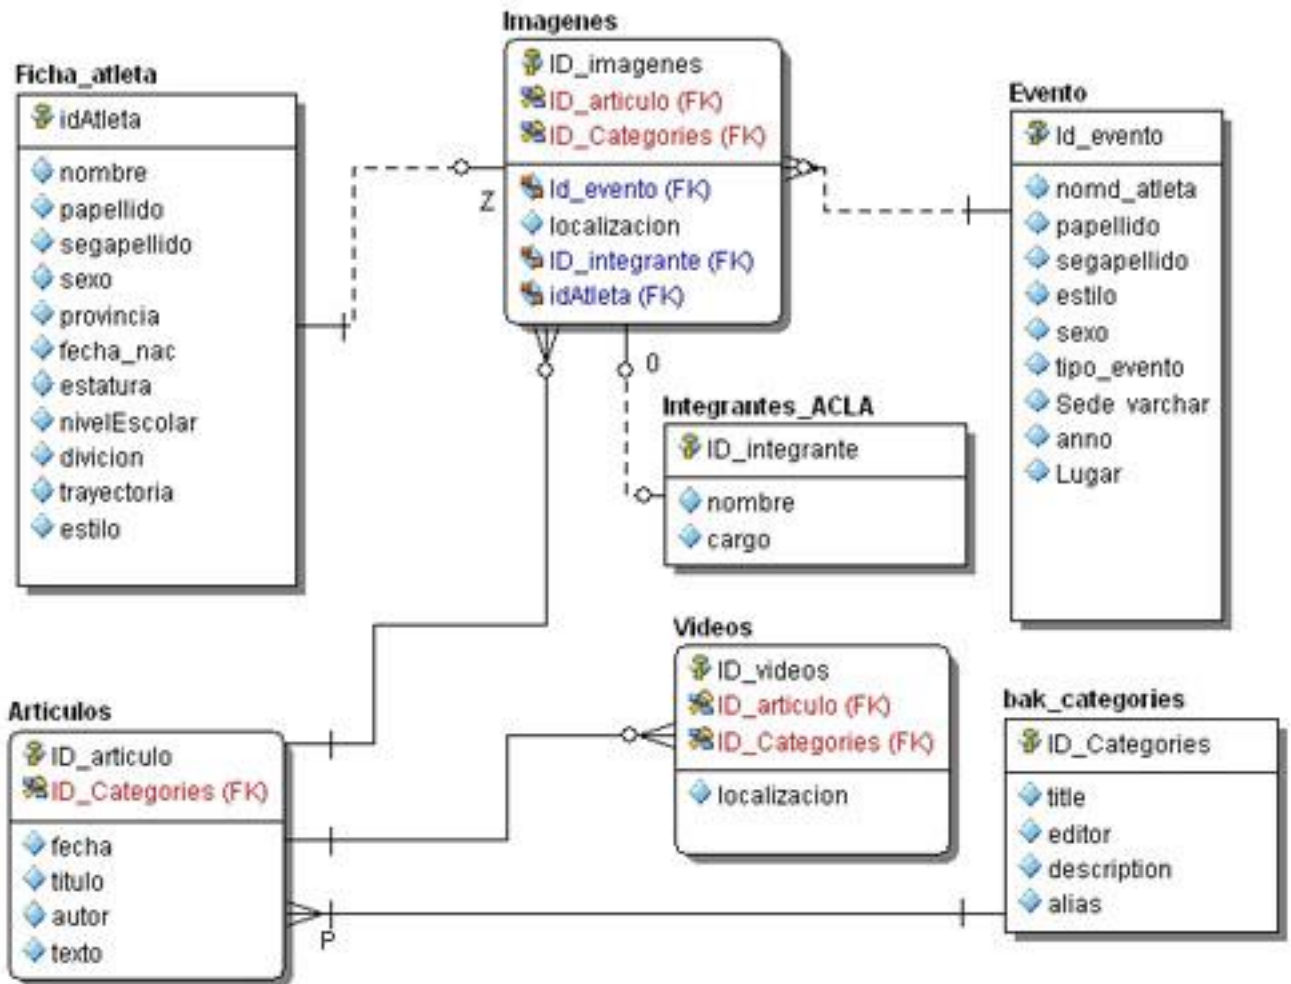 Imagenes
ID_imagenes
ID_articulo (FK)
ID_Categories (FK)
Id_evento (FK)
localizacion
ID_integrante (FK)
idAtleta (FK)
Ficha_atleta
idAtleta
nombre
papellido
segapellido
sexo
provincia
fecha_nac
estatura
nivelEscolar
divicion
trayectoria
estilo
Z
0
Evento
Id_evento
nomd_atleta
papellido
segapellido
estilo
sexo
tipo_evento
Sede varchar
anno
Lugar
Integrantes_ACLA
ID_integrante
nombre
cargo
Videos
ID_videos
ID_articulo (FK)
ID_Categories (FK)
localizacion
Articulos
ID_articulo
ID_Categories (FK)
fecha
titulo
autor
texto
P
bak_categories
ID_Categories
title
editor
description
alias